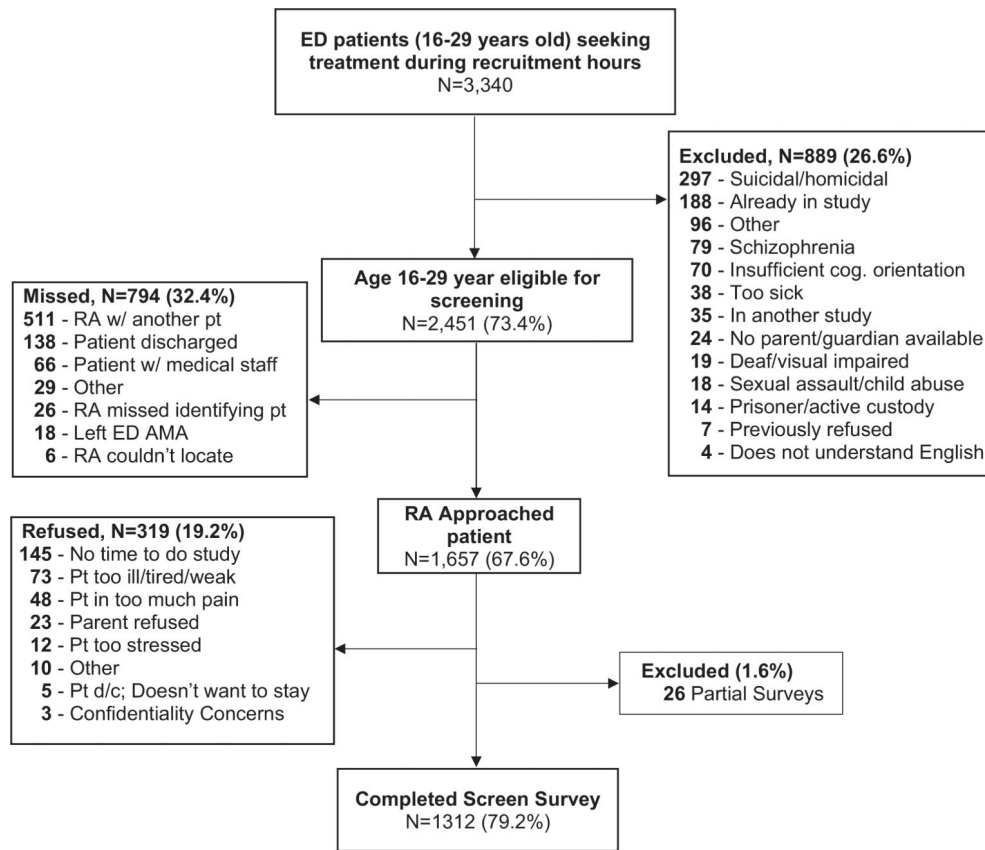 ED patients (16-29 years old) seeking
treatment during recruitment hours
N=3,340
Excluded, N=889 (26.6%)
297 - Suicidal/homicidal
188 - Already in study
96 - Other
79 - Schizophrenia
70 - Insufficient cog. orientation
38 - Too sick
35 - In another study
24 - No parent/guardian available
19 - Deaf/visual impaired
18 - Sexual assault/child abuse
14 - Prisoner/active custody
7 - Previously refused
4 - Does not understand English
Age 16-29 year eligible for
screening
N=2,451 (73.4%)
Missed, N=794 (32.4%)
511 - RA w/ another pt
138 - Patient discharged
66 - Patient w/ medical staff
29 - Other
26 - RA missed identifying pt
18 - Left ED AMA
6 - RA couldn't locate
RA Approached
patient
N=1,657 (67.6%)
Refused, N=319 (19.2%)
145 - No time to do study
73 - Pt too ill/tired/weak
48 - Pt in too much pain
23 - Parent refused
12 - Pt too stressed
10 - Other
5 - Pt d/c; Doesn't want to stay
3 - Confidentiality Concerns
Excluded (1.6%)
26 Partial Surveys
Completed Screen Survey
N=1312 (79.2%)